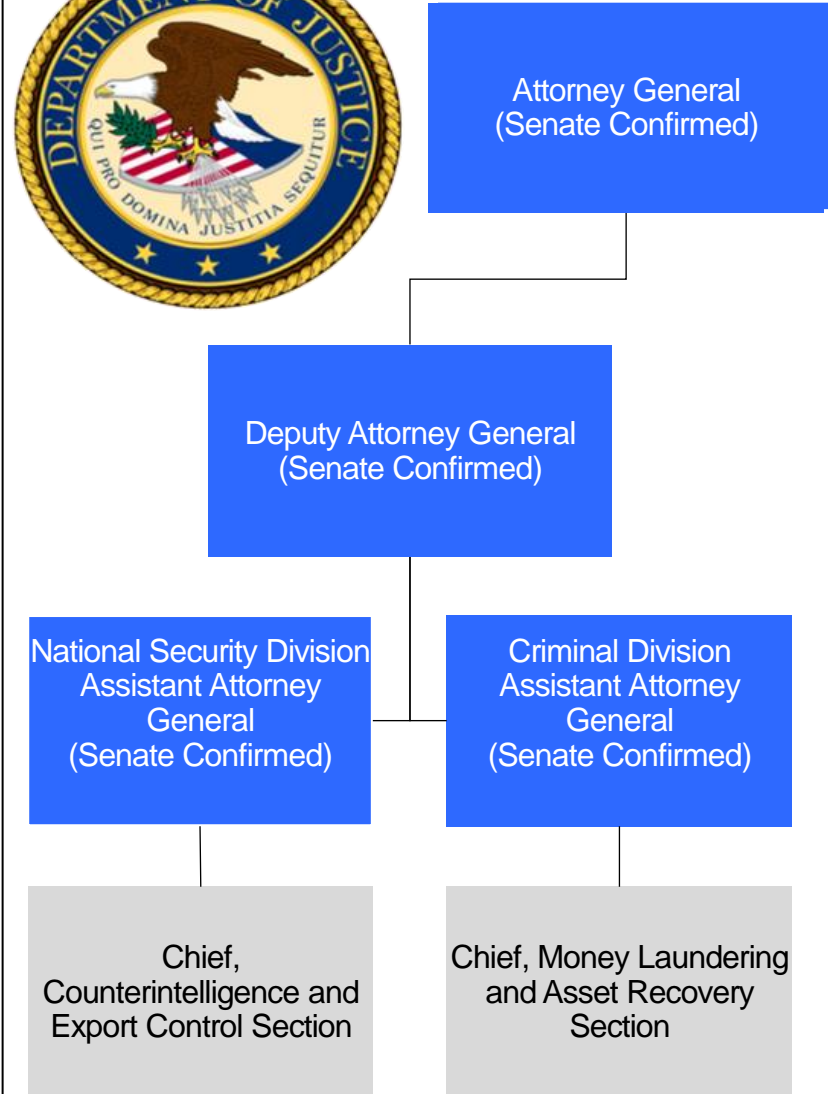 DEPARTMENT OF JUSTICE
QUI PRO DOMINA JUSTITIA SEQUITUR
Attorney General
(Senate Confirmed)
Deputy Attorney General
(Senate Confirmed)
National Security Division
Assistant Attorney
General
(Senate Confirmed)
Criminal Division
Assistant Attorney
General
(Senate Confirmed)
Chief,
Counterintelligence and
Export Control Section
Chief, Money Laundering
and Asset Recovery
Section